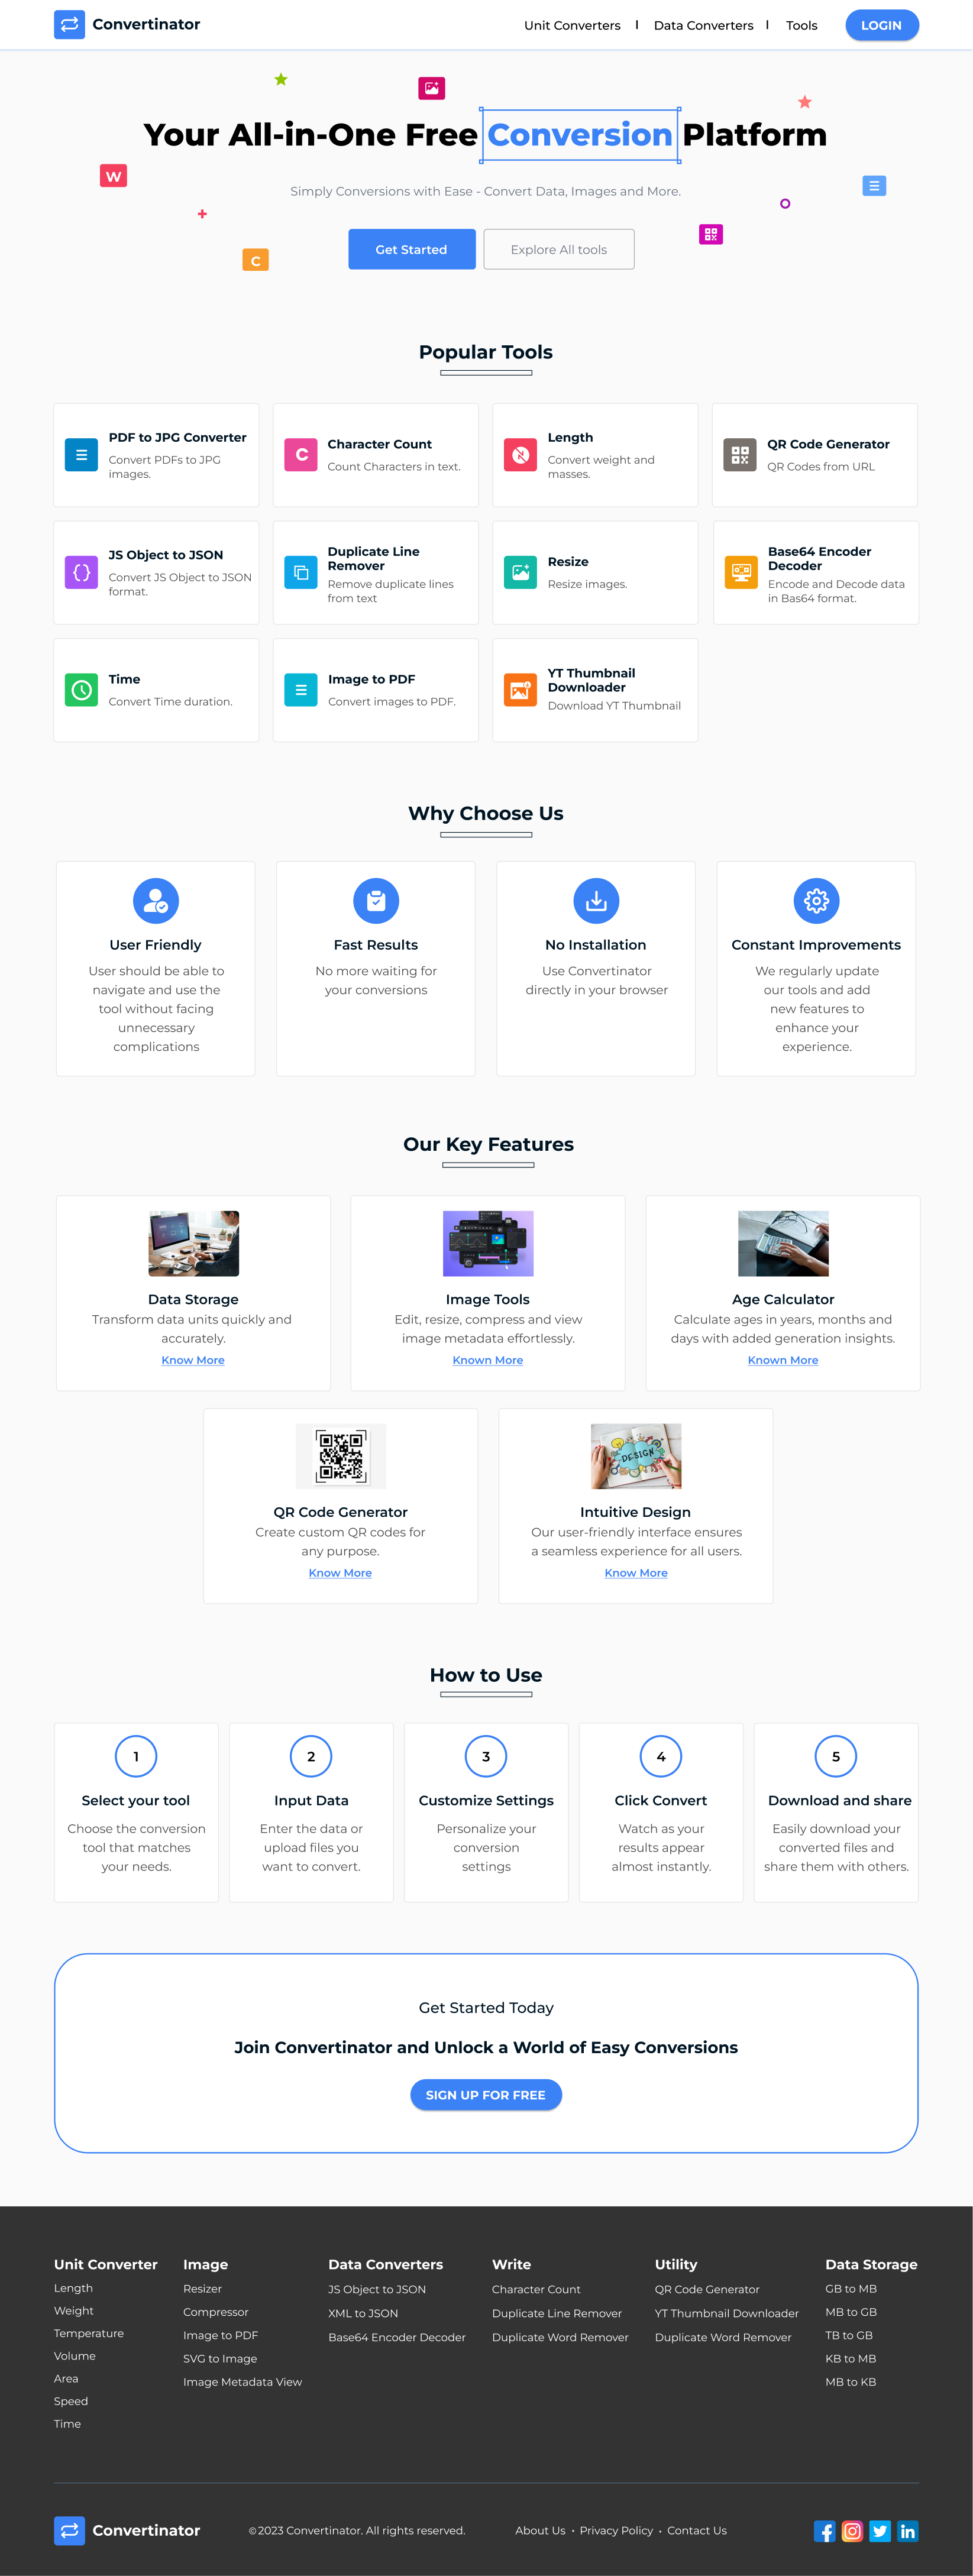 Convertinator
Unit Converters | Data Converters | Tools LOGIN
Your All-in-One Free Conversion Platform
W
Simply Conversions with Ease - Convert Data, Images and More.
Get Started
Explore All tools
C
Popular Tools
PDF to JPG Converter
Convert PDFs to JPG
images.
C
Character Count
Count Characters in text.
Length
Convert weight and
masses.
QR Code Generator
QR Codes from URL
JS Object to JSON
Convert JS Object to JSON
format.
Duplicate Line
Remover
Remove duplicate lines
from text
Resize
Resize images.
Base64 Encoder
Decoder
Encode and Decode data
in Bas64 format.
Time
Convert Time duration.
Image to PDF
Convert images to PDF.
YT Thumbnail
Downloader
Download YT Thumbnail
Why Choose Us
User Friendly
User should be able to
navigate and use the
tool without facing
unnecessary
complications
Fast Results
No more waiting for
your conversions
No Installation
Use Convertinator
directly in your browser
Constant Improvements
We regularly update
our tools and add
new features to
enhance your
experience.
Our Key Features
Data Storage
Transform data units quickly and
accurately.
Know More
Image Tools
Edit, resize, compress and view
image metadata effortlessly.
Known More
Age Calculator
Calculate ages in years, months and
days with added generation insights.
Known More
QR Code Generator
Create custom QR codes for
any purpose.
Know More
DESIGN
Intuitive Design
Our user-friendly interface ensures
a seamless experience for all users.
Know More
How to Use
1
Select your tool
Choose the conversion
tool that matches
your needs.
2
Input Data
Enter the data or
upload files you
want to convert.
3
Customize Settings
Personalize your
conversion
settings
4
Click Convert
Watch as your
results appear
almost instantly.
5
Download and share
Easily download your
converted files and
share them with others.
Get Started Today
Join Convertinator and Unlock a World of Easy Conversions
SIGN UP FOR FREE
Unit Converter
Length
Weight
Temperature
Volume
Area
Speed
Time
Image
Resizer
Compressor
Image to PDF
SVG to Image
Image Metadata View
Data Converters
JS Object to JSON
XML to JSON
Base64 Encoder Decoder
Write
Character Count
Duplicate Line Remover
Duplicate Word Remover
Utility
QR Code Generator
YT Thumbnail Downloader
Duplicate Word Remover
Data Storage
GB to MB
MB to GB
TB to GB
KB to MB
MB to KB
Convertinator
©2023 Convertinator. All rights reserved.
About Us • Privacy Policy • Contact Us